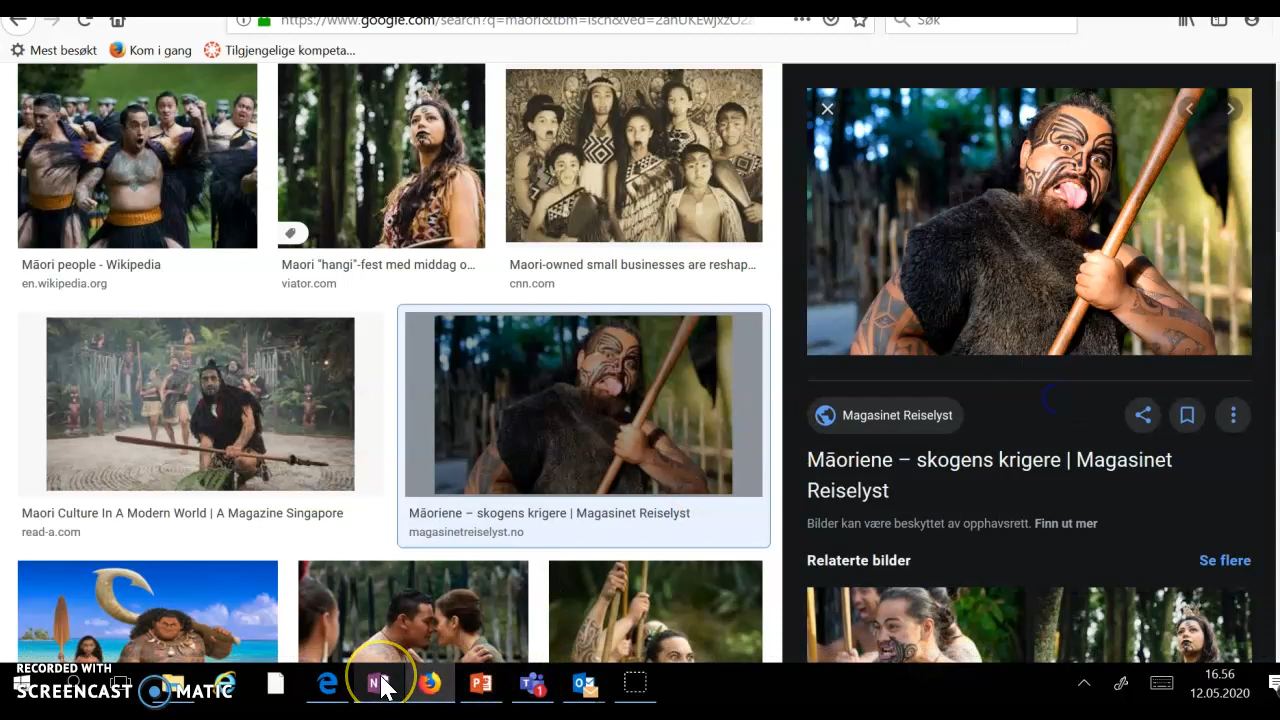 https://www.google.com/search?q=maori&tbm=isch&ved=2ahUKEwjxzO2
Søk
Mest besøkt
Kom i gang
Tilgjengelige kompeta...
Māori people - Wikipedia
en.wikipedia.org
Maori "hangi"-fest med middag o...
viator.com
Maori-owned small businesses are reshap...
cnn.com
Maori Culture In A Modern World | A Magazine Singapore
read-a.com
Māoriene – skogens krigere | Magasinet Reiselyst
magasinetreiselyst.no
Magasinet Reiselyst
Māoriene – skogens krigere | Magasinet
Reiselyst
Bilder kan være beskyttet av opphavsrett. Finn ut mer
Relaterte bilder
Se flere
RECORDED WITH
SCREENCAST MATIC
1
16.56
12.05.2020